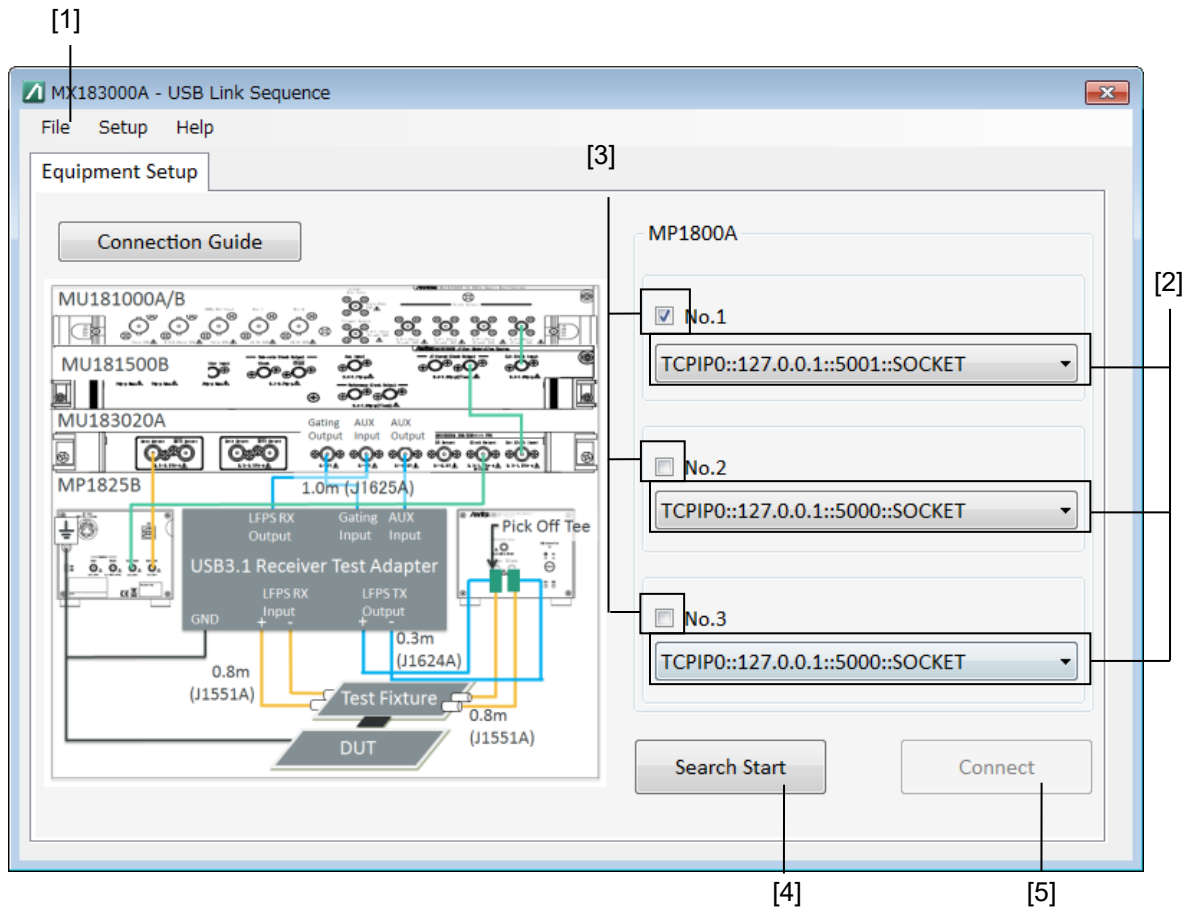 [1]
MX183000A - USB Link Sequence
File Setup Help
[3]
Equipment Setup
Connection Guide
MU181000A/B
MU181500B
MU183020A
Gating Output
AUX Input
AUX Output
MP1825B
1.0m (J1625A)
LFPS RX Output
Gating Input
AUX Input
Pick Off Tee
USB3.1 Receiver Test Adapter
LFPS RX Input
LFPS TX Output
GND
+ -
+ -
0.3m
(J1624A)
0.8m
(J1551A)
Test Fixture
0.8m
(J1551A)
DUT
MP1800A
[2]
No.1
TCPIP0::127.0.0.1::5001::SOCKET
No.2
TCPIP0::127.0.0.1::5000::SOCKET
No.3
TCPIP0::127.0.0.1::5000::SOCKET
Search Start
Connect
[4]
[5]